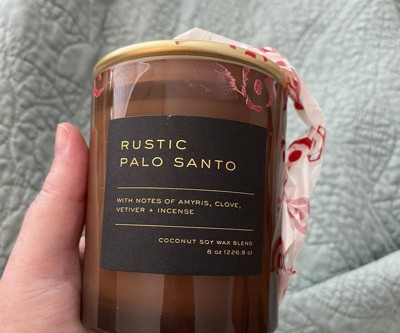 RUSTIC
PALO SANTO
WITH NOTES OF AMYRIS, CLOVE,
VETIVER + INCENSE
COCONUT SOY WAX BLEND
8 oz (226.8 g)